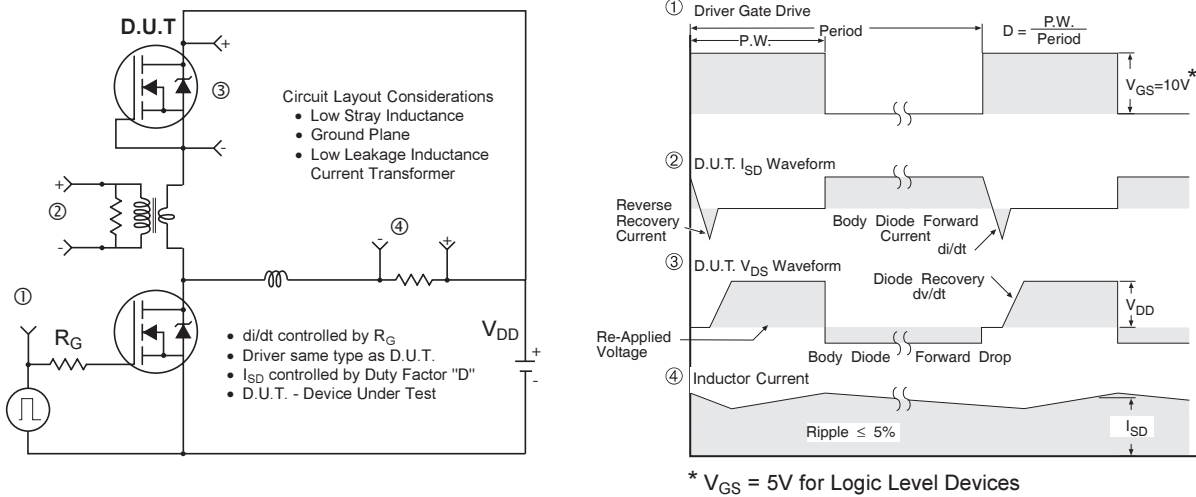 D.U.T
+
③
-
Circuit Layout Considerations
• Low Stray Inductance
• Ground Plane
• Low Leakage Inductance
Current Transformer
+
②
-
④
-
+
①
R_G
• di/dt controlled by R_G
• Driver same type as D.U.T.
• I_SD controlled by Duty Factor "D"
• D.U.T. - Device Under Test
V_DD
+
-
① Driver Gate Drive
P.W.
Period
D = P.W.
Period
V_GS=10V*
② D.U.T. I_SD Waveform
Reverse
Recovery
Current
Body Diode Forward
Current
di/dt
③ D.U.T. V_DS Waveform
Diode Recovery
dv/dt
V_DD
Re-Applied
Voltage
Body Diode Forward Drop
④ Inductor Current
Ripple ≤ 5%
I_SD
* V_GS = 5V for Logic Level Devices